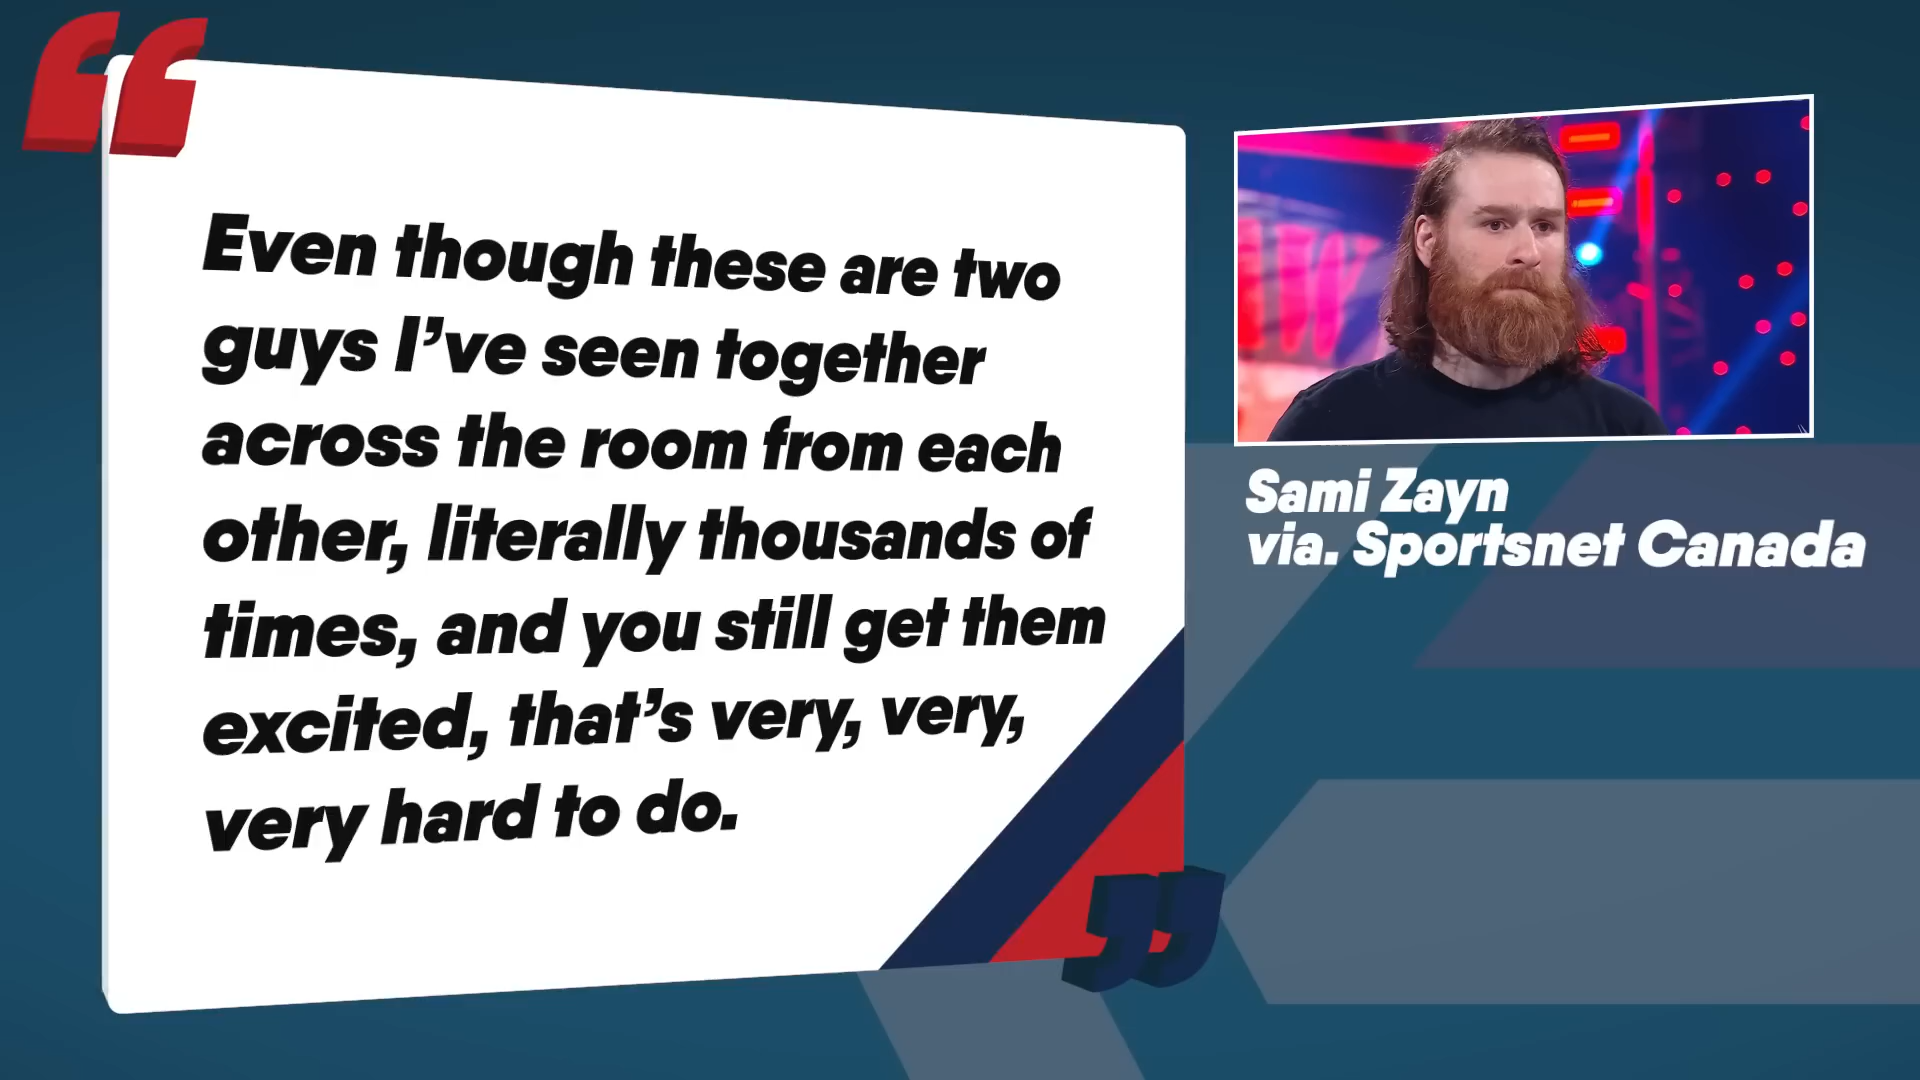 Even though these are two
guys I've seen together
across the room from each
other, literally thousands of
times, and you still get them
excited, that's very, very,
very hard to do.
Sami Zayn
via. Sportsnet Canada